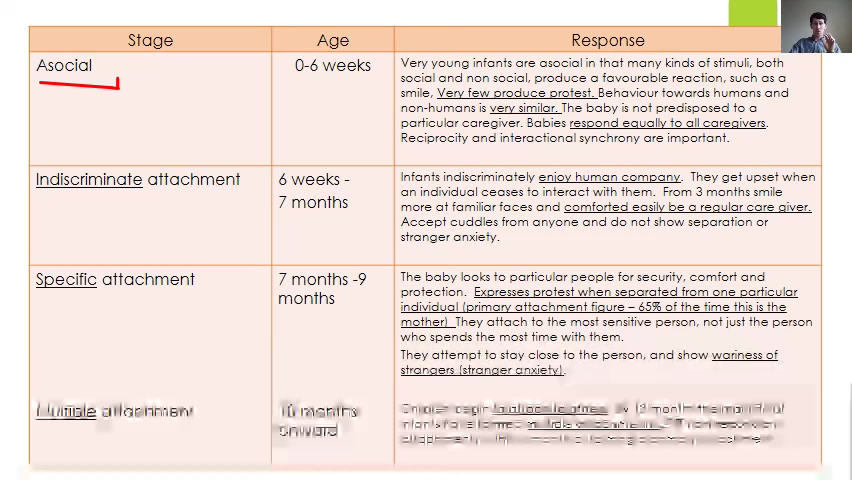 Stage Age Response
Asocial 0-6 weeks
Very young infants are asocial in that many kinds of stimuli, both
social and non social, produce a favourable reaction, such as a
smile, Very few produce protest. Behaviour towards humans and
non-humans is very similar. The baby is not predisposed to a
particular caregiver. Babies respond equally to all caregivers.
Reciprocity and interactional synchrony are important.
Indiscriminate attachment
6 weeks -
7 months
Infants indiscriminately enjoy human company. They get upset when
an individual ceases to interact with them. From 3 months smile
more at familiar faces and comforted easily be a regular care giver.
Accept cuddles from anyone and do not show separation or
stranger anxiety.
Specific attachment
7 months -9
months
The baby looks to particular people for security, comfort and
protection. Expresses protest when separated from one particular
individual (primary attachment figure – 65% of the time this is the
mother) They attach to the most sensitive person, not just the person
who spends the most time with them.
They attempt to stay close to the person, and show wariness of
strangers (stranger anxiety).
Multiple attachment
10 months
onward